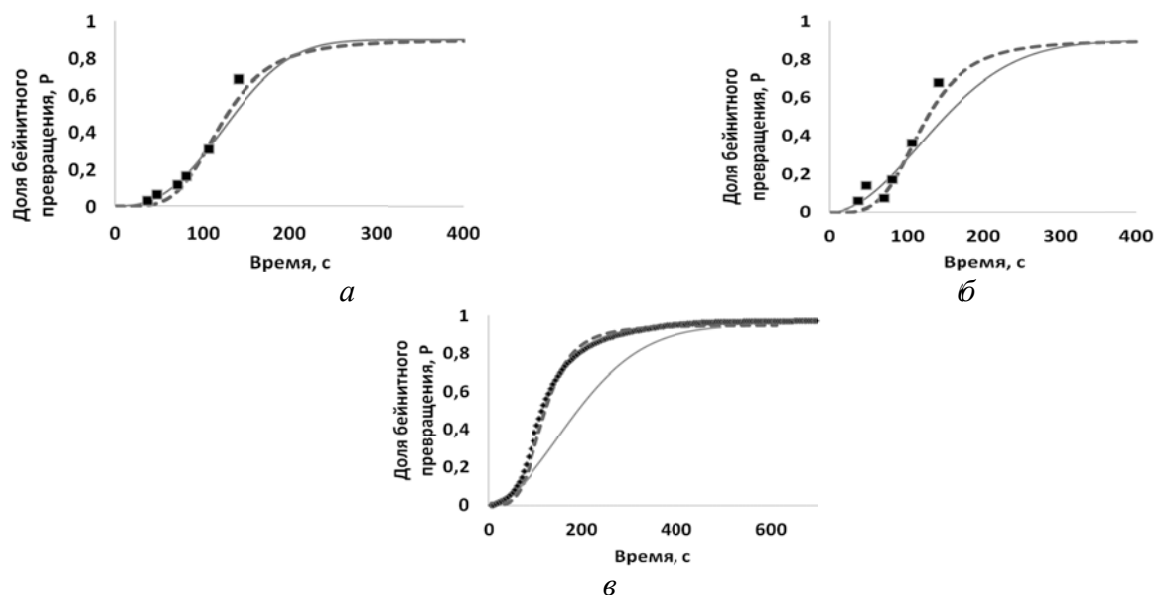 Доля бейнитного
превращения, Р
1
0,8
0,6
0,4
0,2
0
0 100 200 300 400
Время, с
а
Доля бейнитного
превращения, Р
1
0,8
0,6
0,4
0,2
0
0 100 200 300 400
Время, с
б
Доля бейнитного
превращения, Р
1
0,8
0,6
0,4
0,2
0
0 200 400 600
Время, с
в